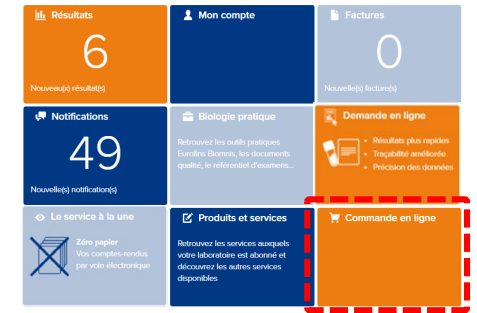 Résultats
6
Nouveau(x) résultat(s)
Mon compte
Factures
0
Nouvelle(s) facture(s)
Notifications
49
Nouvelle(s) notification(s)
Biologie pratique
Retrouvez les outils pratiques
Eurofins Biomnis, les documents
qualité, le référentiel d'examens...
Demande en ligne
• Résultats plus rapides
• Traçabilité améliorée
• Précision des données
Le service à la une
Zéro papier
Vos comptes-rendus
par voie électronique
Produits et services
Retrouvez les services auxquels
votre laboratoire est abonné et
découvrez les autres services
disponibles
Commande en ligne